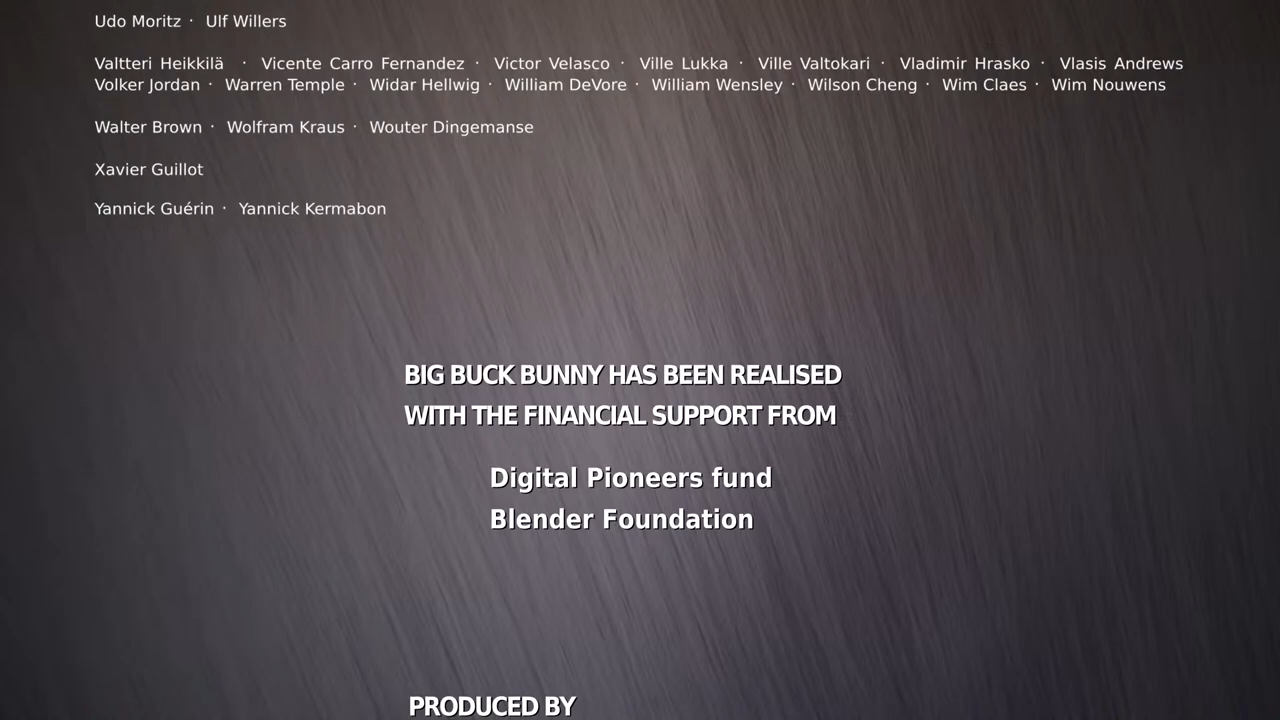 Udo Moritz · Ulf Willers
Valtteri Heikkilä · Vicente Carro Fernandez · Victor Velasco · Ville Lukka · Ville Valtokari · Vladimir Hrasko · Vlasis Andrews
Volker Jordan · Warren Temple · Widar Hellwig · William DeVore · William Wensley · Wilson Cheng · Wim Claes · Wim Nouwens
Walter Brown · Wolfram Kraus · Wouter Dingemanse
Xavier Guillot
Yannick Guérin · Yannick Kermabon
BIG BUCK BUNNY HAS BEEN REALISED
WITH THE FINANCIAL SUPPORT FROM
Digital Pioneers fund
Blender Foundation
PRODUCED BY